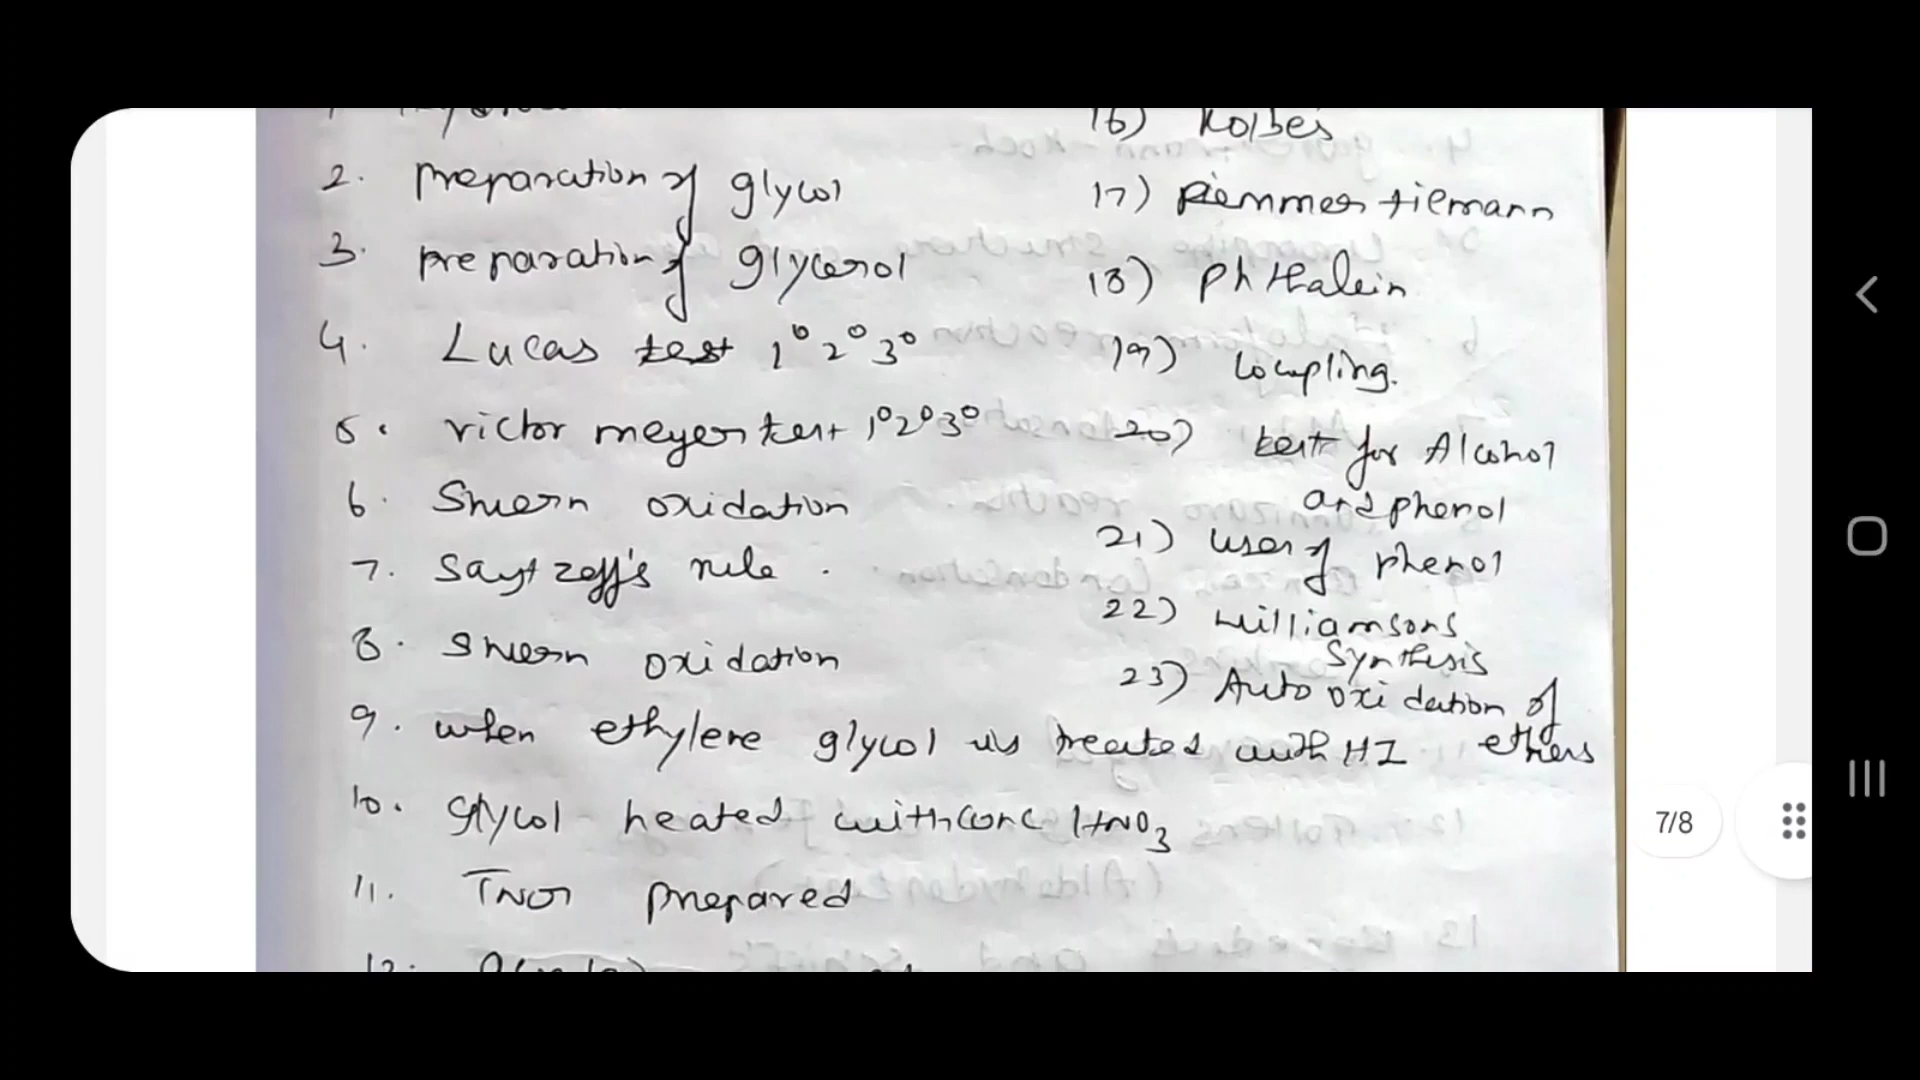 2. preparation of glycol
3. preparation of glycerol
4. Lucas test 1° 2° 3°
5. victor meyer test 1° 2° 3°
6. Swern oxidation
7. Saytzeff's rule.
8. Swern oxidation
9. when ethylene glycol is treated with HI
10. Glycol heated with conc HNO3
11. TNG prepared
16) Kolbes
17) Riemmer tiemann
18) Phthalein
19) Coupling.
20) test for Alcohol
and phenol
21) uses of phenol
22) williamsons
Synthesis
23) Auto oxidation of
ethers
7/8